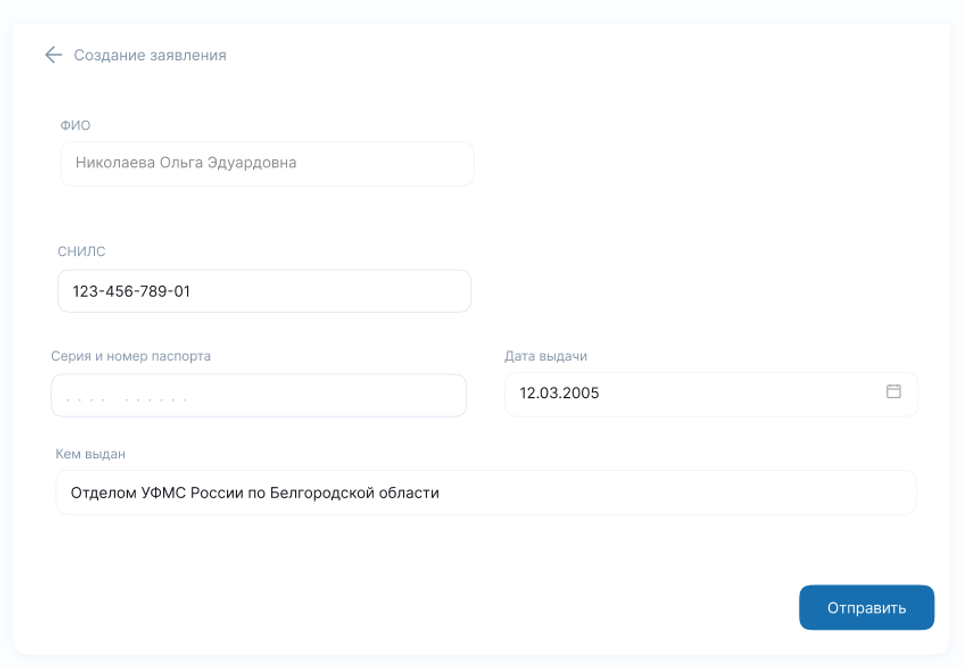 Создание заявления
ФИО
Николаева Ольга Эдуардовна
СНИЛС
123-456-789-01
Серия и номер паспорта
Дата выдачи
. . . .  . . . . . .
12.03.2005
Кем выдан
Отделом УФМС России по Белгородской области
Отправить